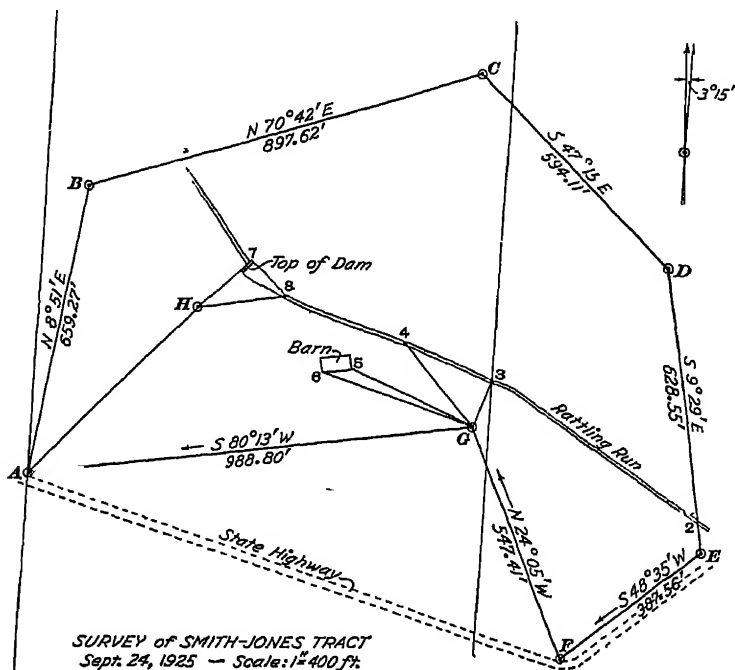 C
3°15'
N 70°42' E
897.62'
S 47°15 E
594.11'
1
B
D
7
Top of Dam
H
8
N 8°51' E
659.27'
4
Barn
5
6
3
S 9°29' E
628.55'
Rattling Run
G
S 80°13' W
988.80'
A
N 24°05' W
547.41'
2
E
State Highway
S 48°35' W
387.56'
F
SURVEY of SMITH-JONES TRACT
Sept. 24, 1925 — Scale: 1"=400 ft.